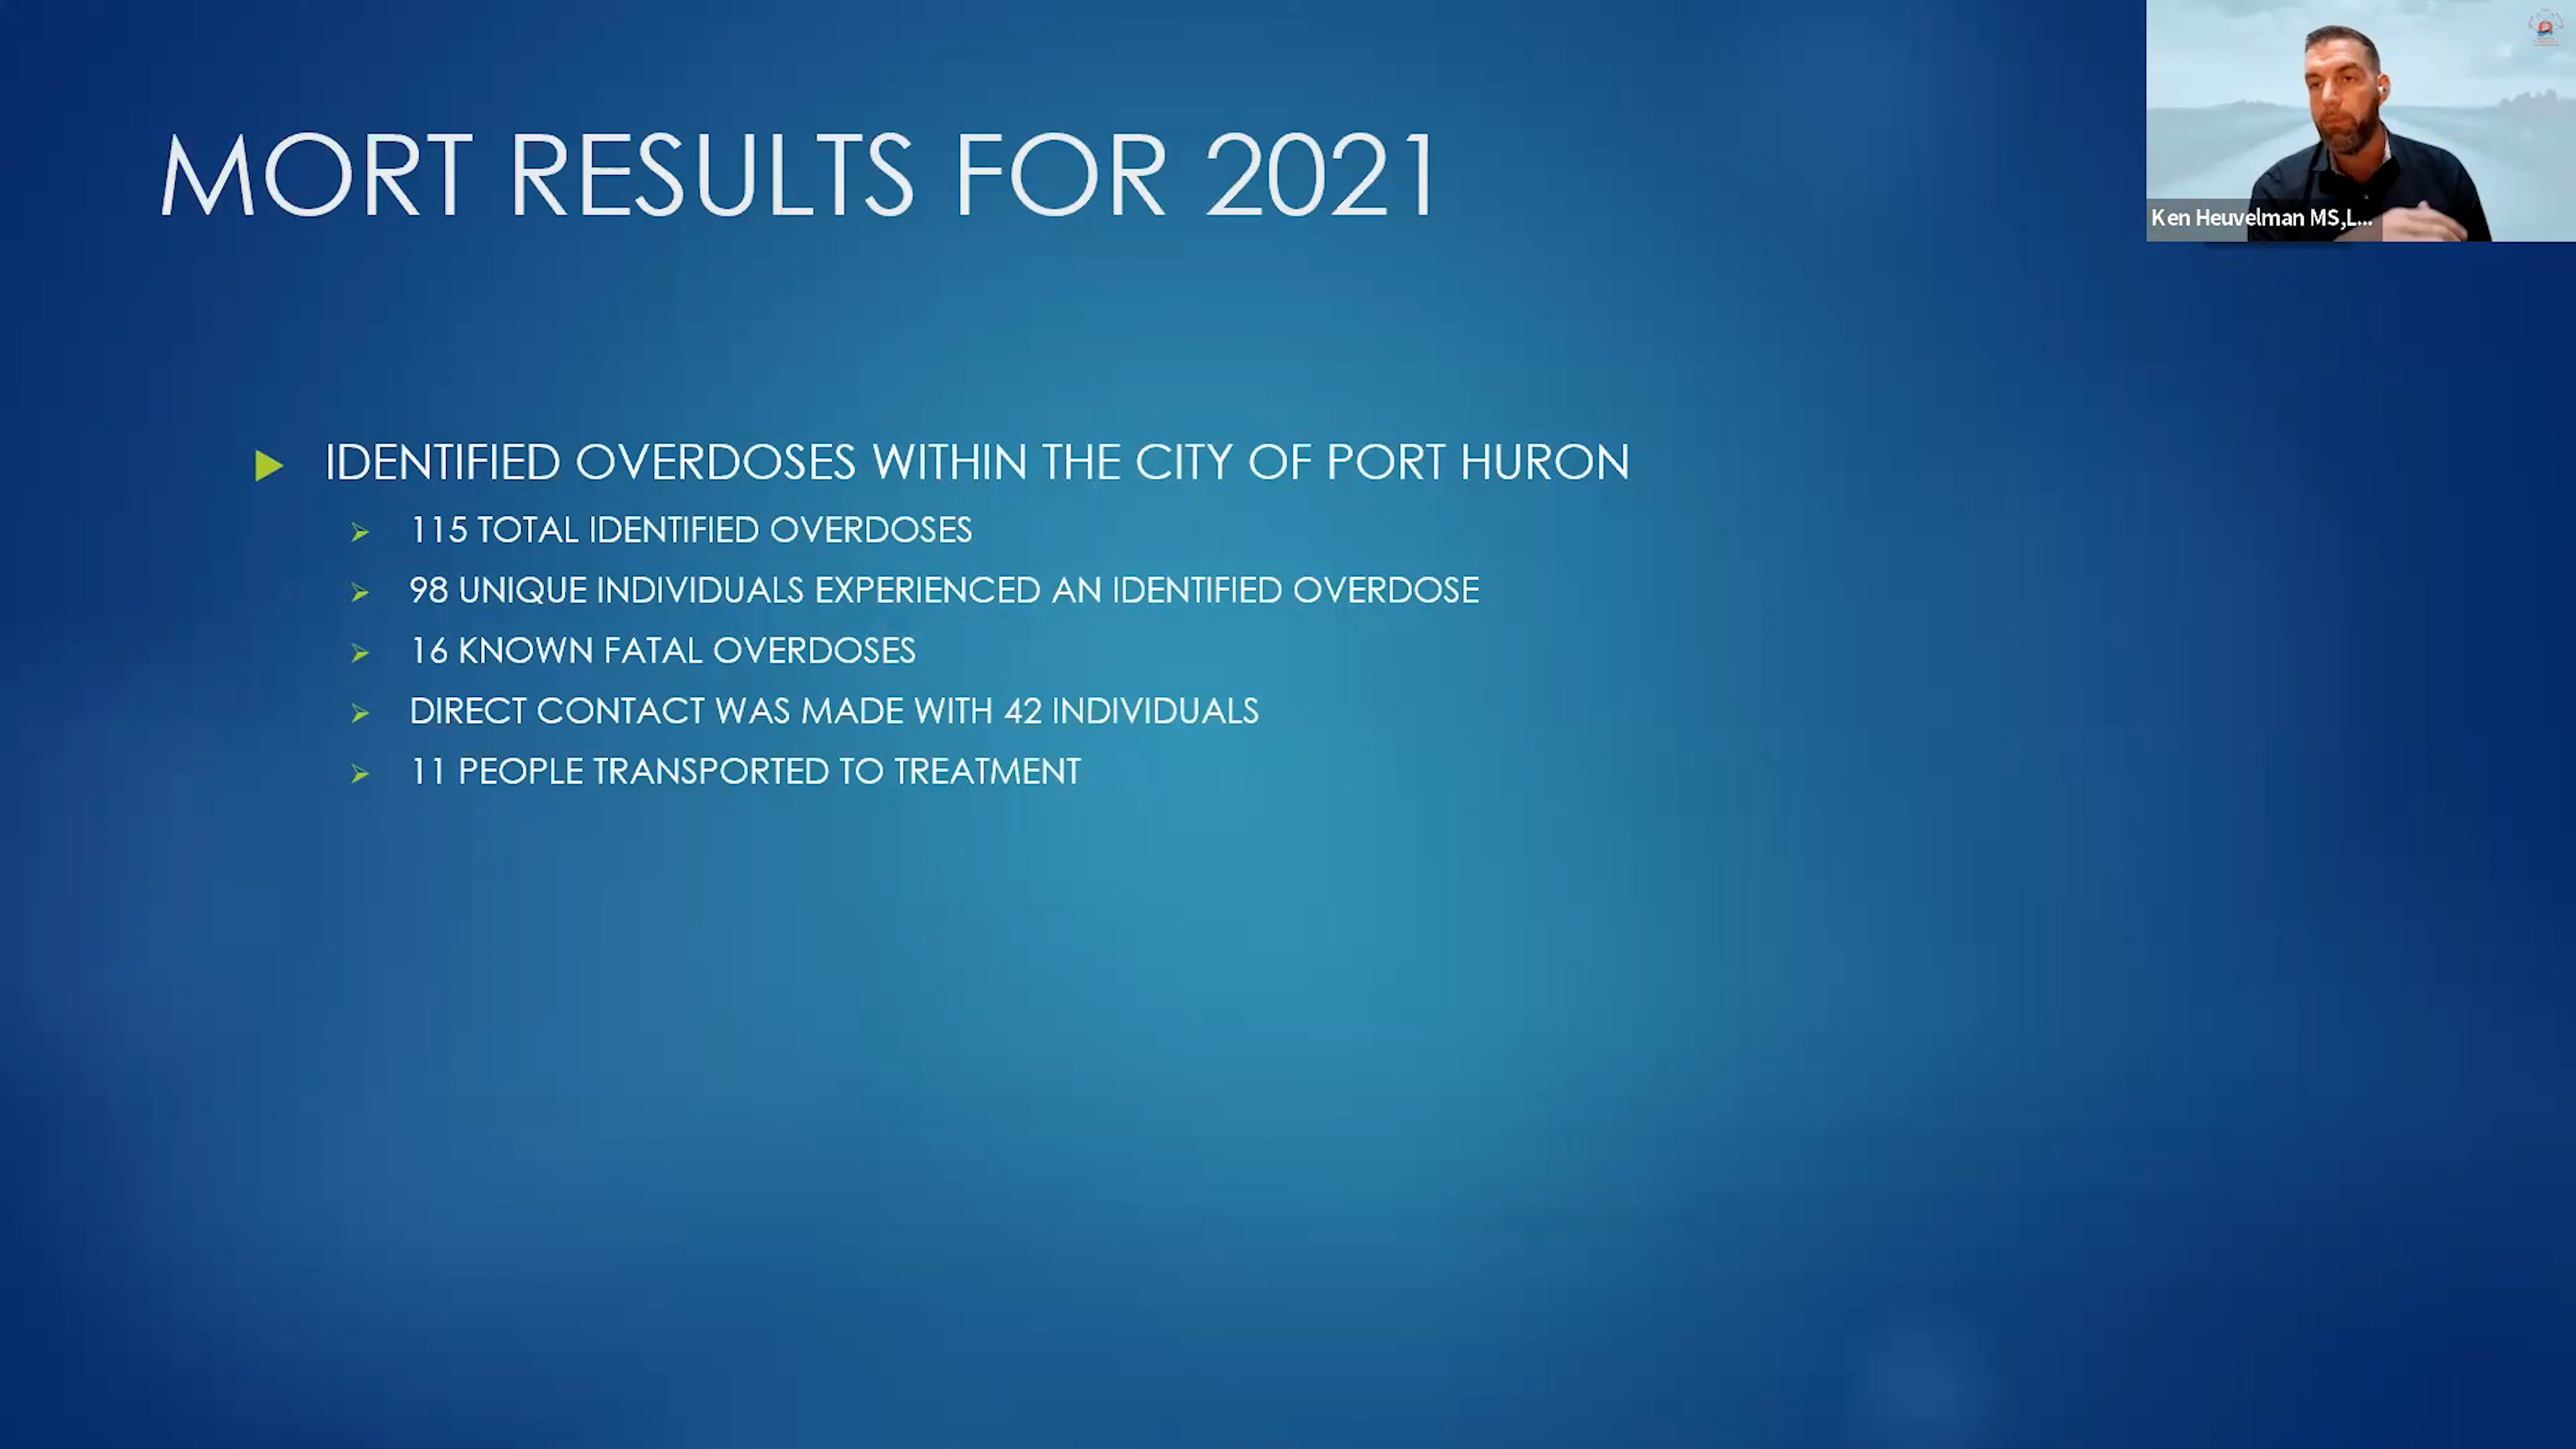 MORT RESULTS FOR 2021
Ken Heuvelman MS,L...
IDENTIFIED OVERDOSES WITHIN THE CITY OF PORT HURON
115 TOTAL IDENTIFIED OVERDOSES
98 UNIQUE INDIVIDUALS EXPERIENCED AN IDENTIFIED OVERDOSE
16 KNOWN FATAL OVERDOSES
DIRECT CONTACT WAS MADE WITH 42 INDIVIDUALS
11 PEOPLE TRANSPORTED TO TREATMENT